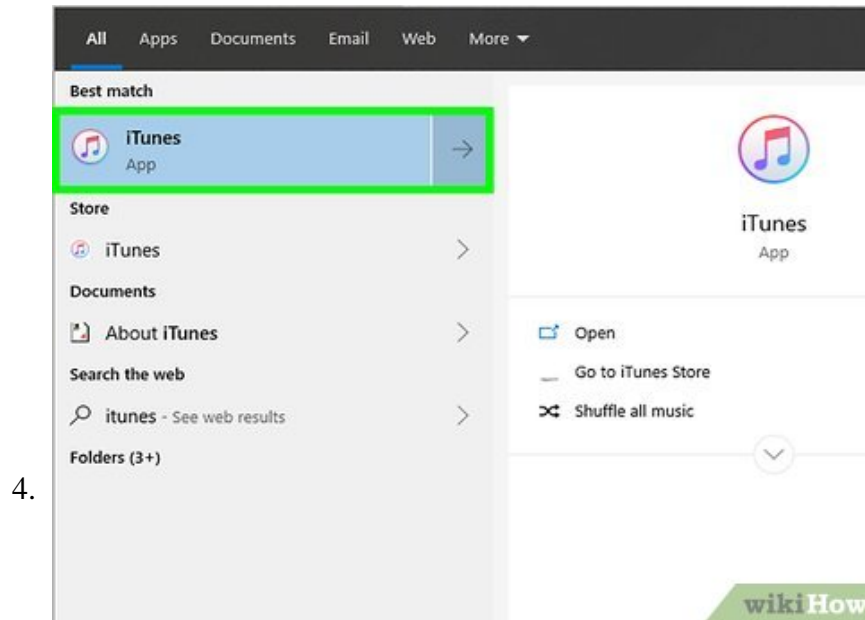 All Apps Documents Email Web More
Best match
iTunes
App
Store
iTunes
Documents
About iTunes
Search the web
itunes - See web results
Folders (3+)
iTunes
App
Open
Go to iTunes Store
Shuffle all music
4.
wikiHow